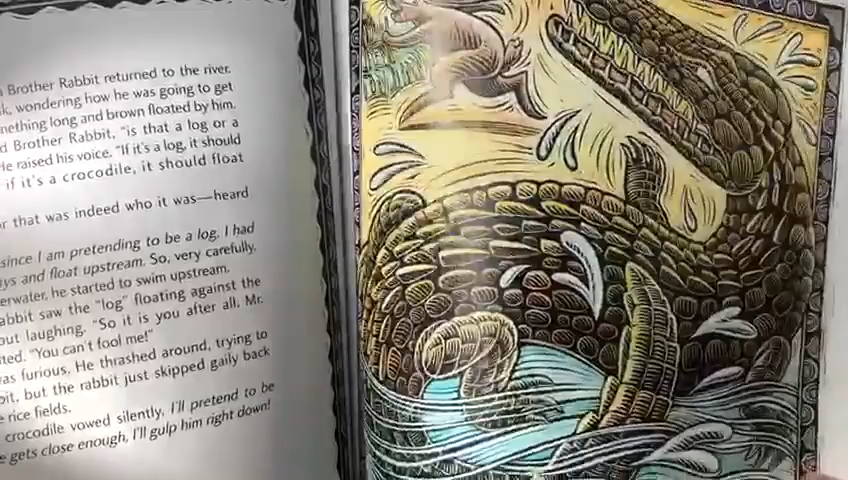 Brother Rabbit returned to the river.
wondering how he was going to get
mething long and brown floated by him.
d Brother Rabbit, "is that a log or a
He raised his voice. "If it's a log, it should
if it's a crocodile, it should float
r that was indeed who it was—heard
since I am pretending to be a log. I had
ys and float upstream. So, very carefully,
erwater, he started to swim upstream.
abbit saw the "log" floating against the
out laughing. "So it is you after all, Mr.
ted. "You can't fool me!"
as furious. He thrashed around, trying to
bit, but the rabbit just skipped gaily back
rice fields.
crocodile vowed silently, I'll pretend to be
e gets close enough, I'll gulp him right down!